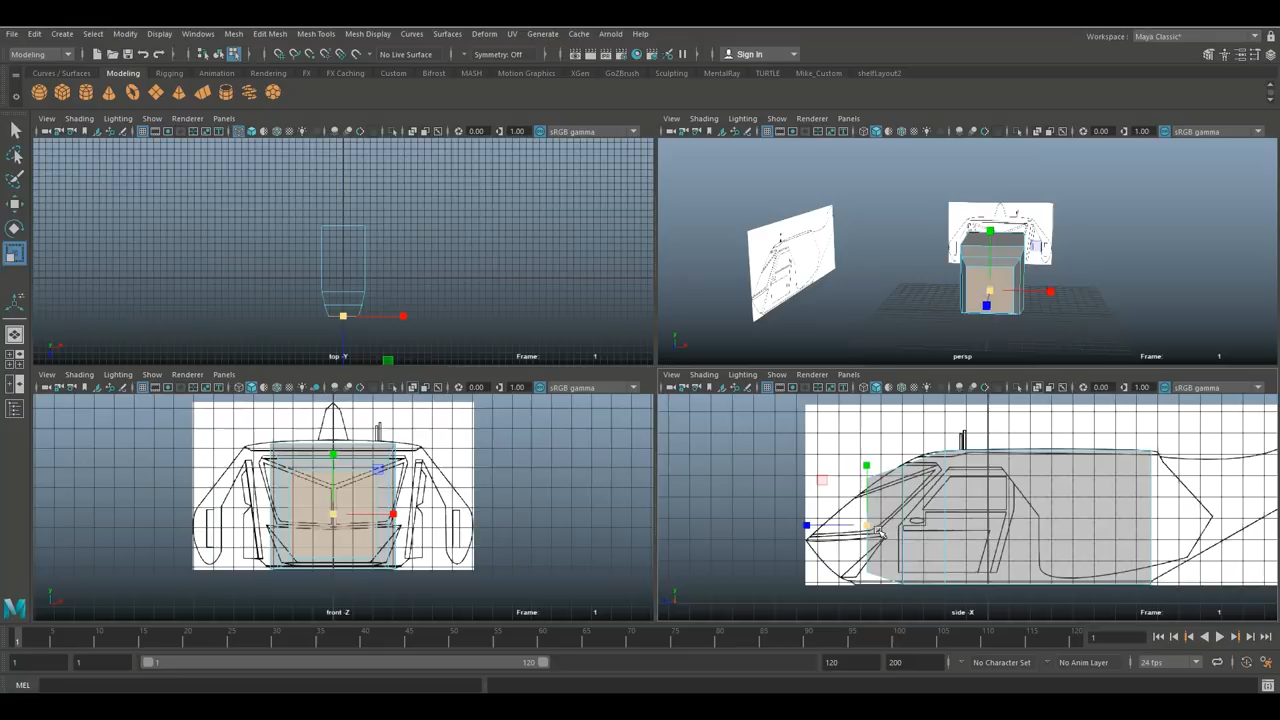 File Edit Create Select Modify Display Windows Mesh Edit Mesh Mesh Tools Mesh Display Curves Surfaces Deform UV Generate Cache Arnold Help
Workspace : Maya Classic*
Modeling No Live Surface Symmetry: Off Sign In
Curves / Surfaces Modeling Rigging Animation Rendering FX FX Caching Custom Bifrost MASH Motion Graphics XGen GoZBrush Sculpting MentalRay TURTLE Mike_Custom shelfLayout2
View Shading Lighting Show Renderer Panels
0.00 1.00 sRGB gamma
top -Y Frame: 1
View Shading Lighting Show Renderer Panels
0.00 1.00 sRGB gamma
persp Frame: 1
View Shading Lighting Show Renderer Panels
0.00 1.00 sRGB gamma
front -Z Frame: 1
View Shading Lighting Show Renderer Panels
0.00 1.00 sRGB gamma
side -X Frame: 1
1 5 10 15 20 25 30 35 40 45 50 55 60 65 70 75 80 85 90 95 100 105 110 115 120 1
1 1 1 120 120 200 No Character Set No Anim Layer 24 fps
MEL